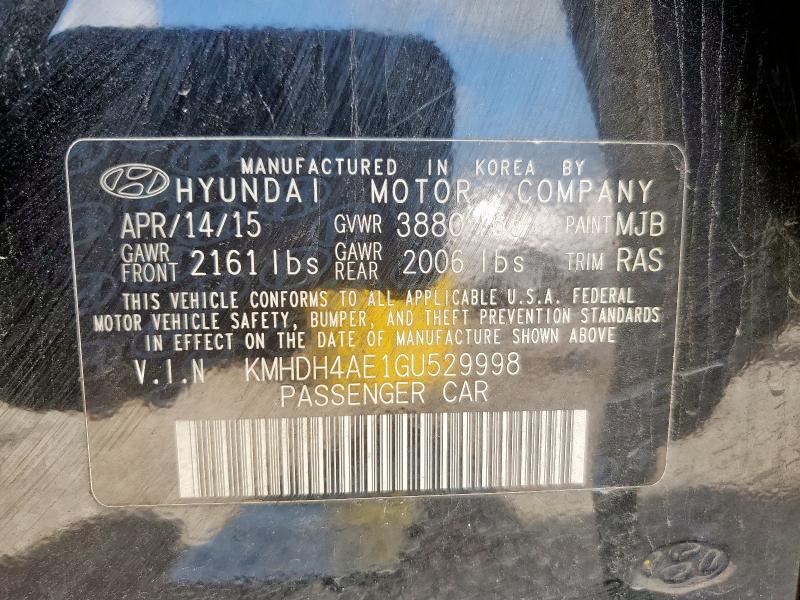 MANUFACTURED IN KOREA BY
HYUNDAI MOTOR COMPANY
APR/14/15 GVWR 3880 PAINT MJB
GAWR FRONT 2161 lbs GAWR REAR 2006 lbs TRIM RAS
THIS VEHICLE CONFORMS TO ALL APPLICABLE U.S.A. FEDERAL
MOTOR VEHICLE SAFETY, BUMPER, AND THEFT PREVENTION STANDARDS
IN EFFECT ON THE DATE OF MANUFACTURE SHOWN ABOVE
V.I.N KMHDH4AE1GU529998
PASSENGER CAR